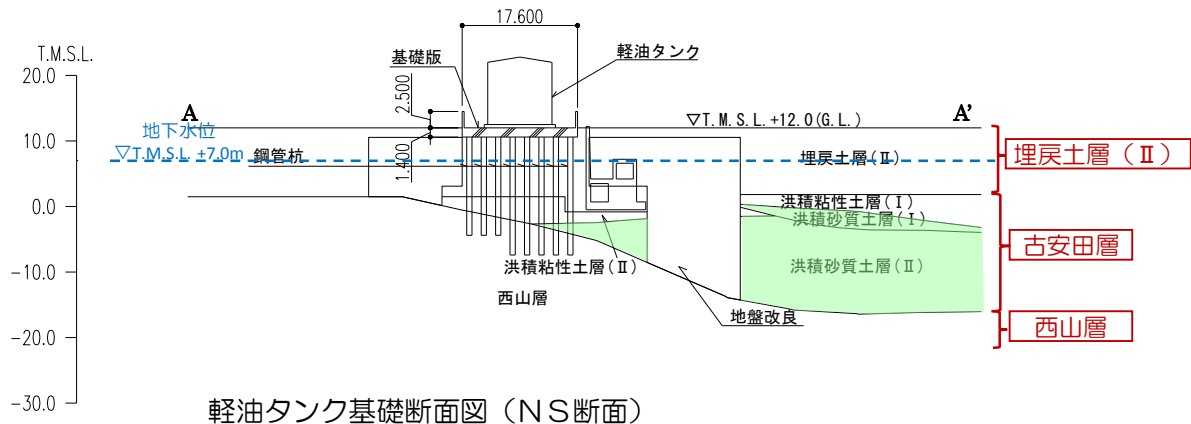 17.600
T.M.S.L.
基礎版
軽油タンク
20.0
2.500
A
A'
▽T.M.S.L.+12.0(G.L.)
地下水位
10.0
▽T.M.S.L. +7.0m
鋼管杭
1.400
埋戻土層(Ⅱ)
埋戻土層(Ⅱ)
0.0
洪積粘性土層(Ⅰ)
洪積砂質土層(Ⅰ)
古安田層
-10.0
洪積粘性土層(Ⅱ)
洪積砂質土層(Ⅱ)
西山層
地盤改良
西山層
-20.0
-30.0
軽油タンク基礎断面図(NS断面)